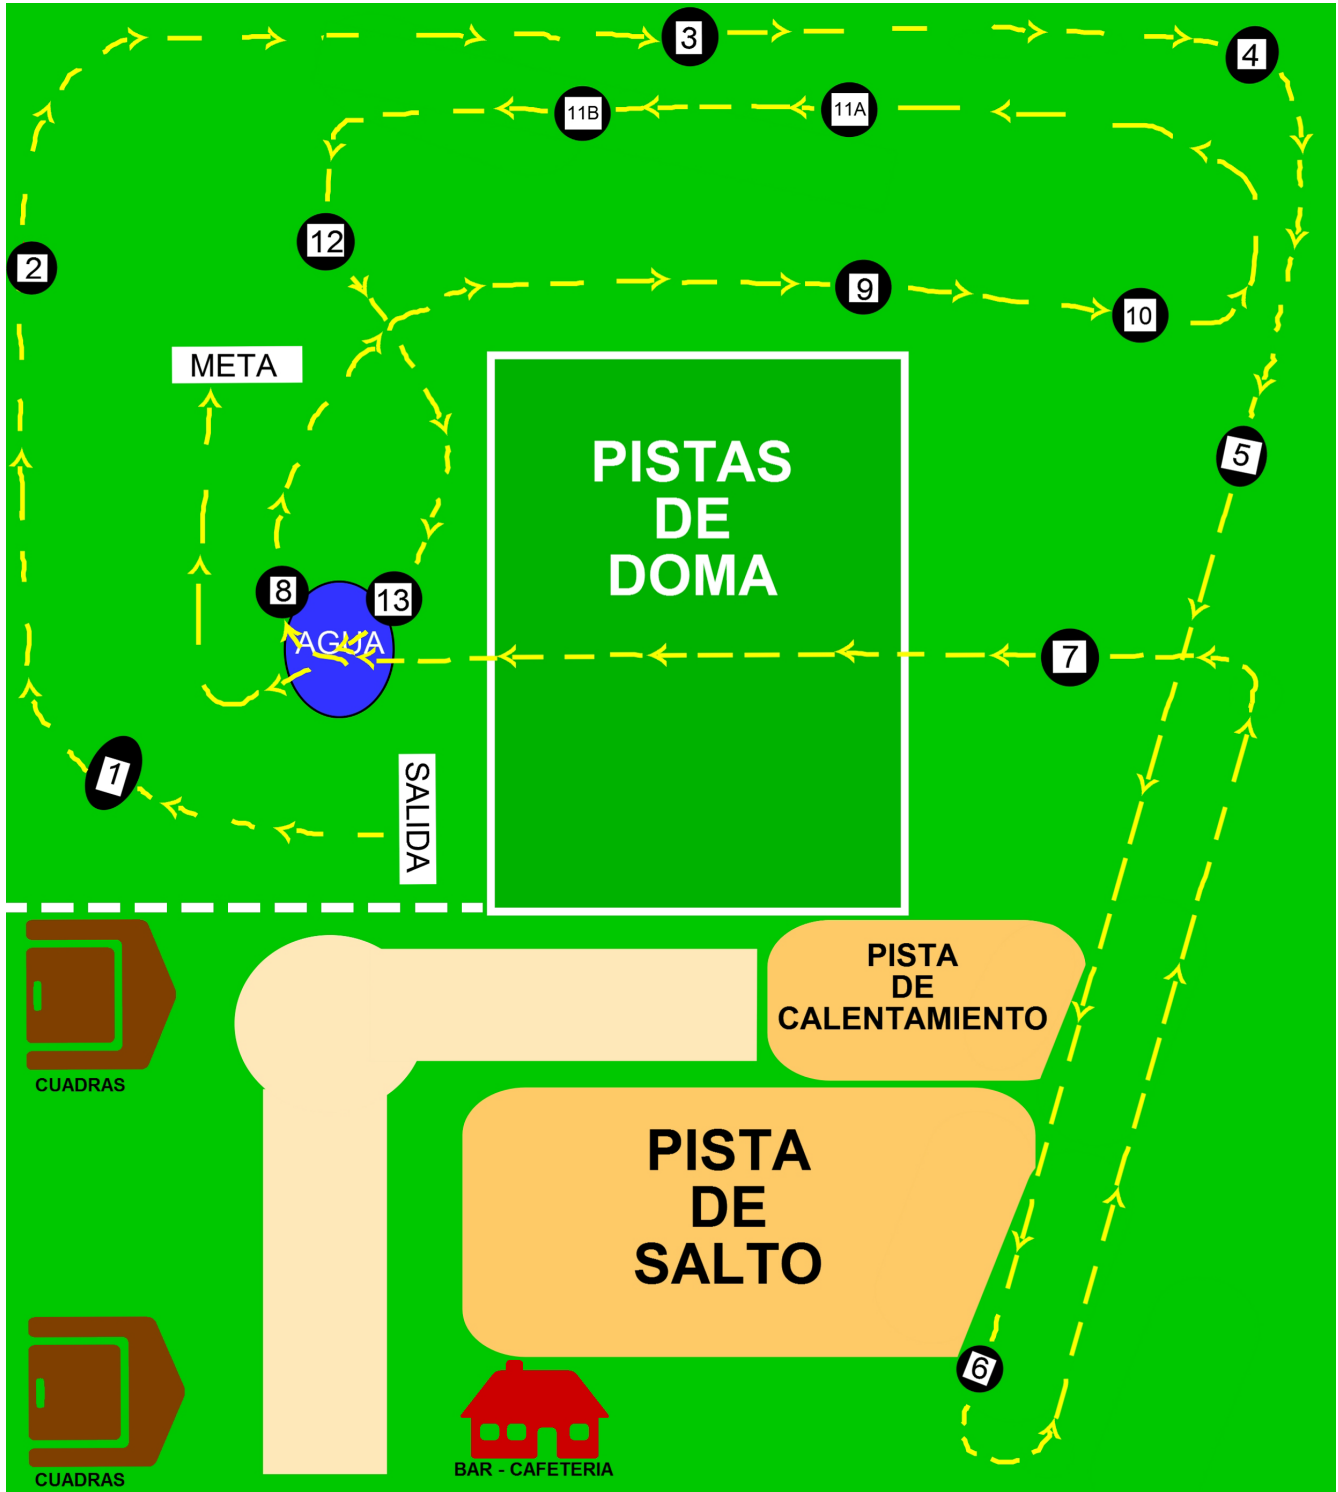 3
4
11B
11A
12
2
9
10
META
PISTAS
DE
DOMA
5
8
13
AGUA
7
1
SALIDA
PISTA
DE
CALENTAMIENTO
CUADRAS
PISTA
DE
SALTO
6
BAR - CAFETERIA
CUADRAS